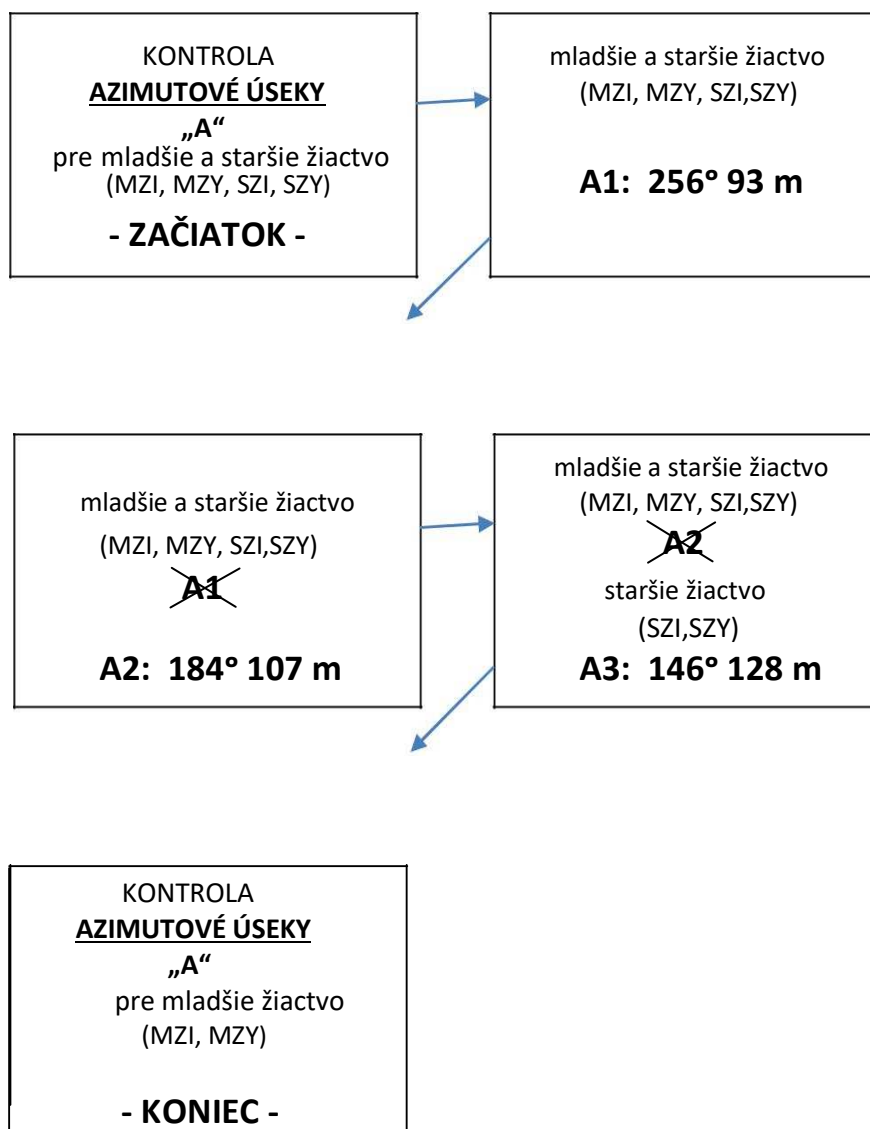 KONTROLA
AZIMUTOVÉ ÚSEKY
„A“
pre mladšie a staršie žiactvo
(MZI, MZY, SZI, SZY)
- ZAČIATOK -
mladšie a staršie žiactvo
(MZI, MZY, SZI,SZY)
A1: 256° 93 m
mladšie a staršie žiactvo
(MZI, MZY, SZI,SZY)
A1
A2: 184° 107 m
mladšie a staršie žiactvo
(MZI, MZY, SZI,SZY)
A2
staršie žiactvo
(SZI,SZY)
A3: 146° 128 m
KONTROLA
AZIMUTOVÉ ÚSEKY
„A“
pre mladšie žiactvo
(MZI, MZY)
- KONIEC -